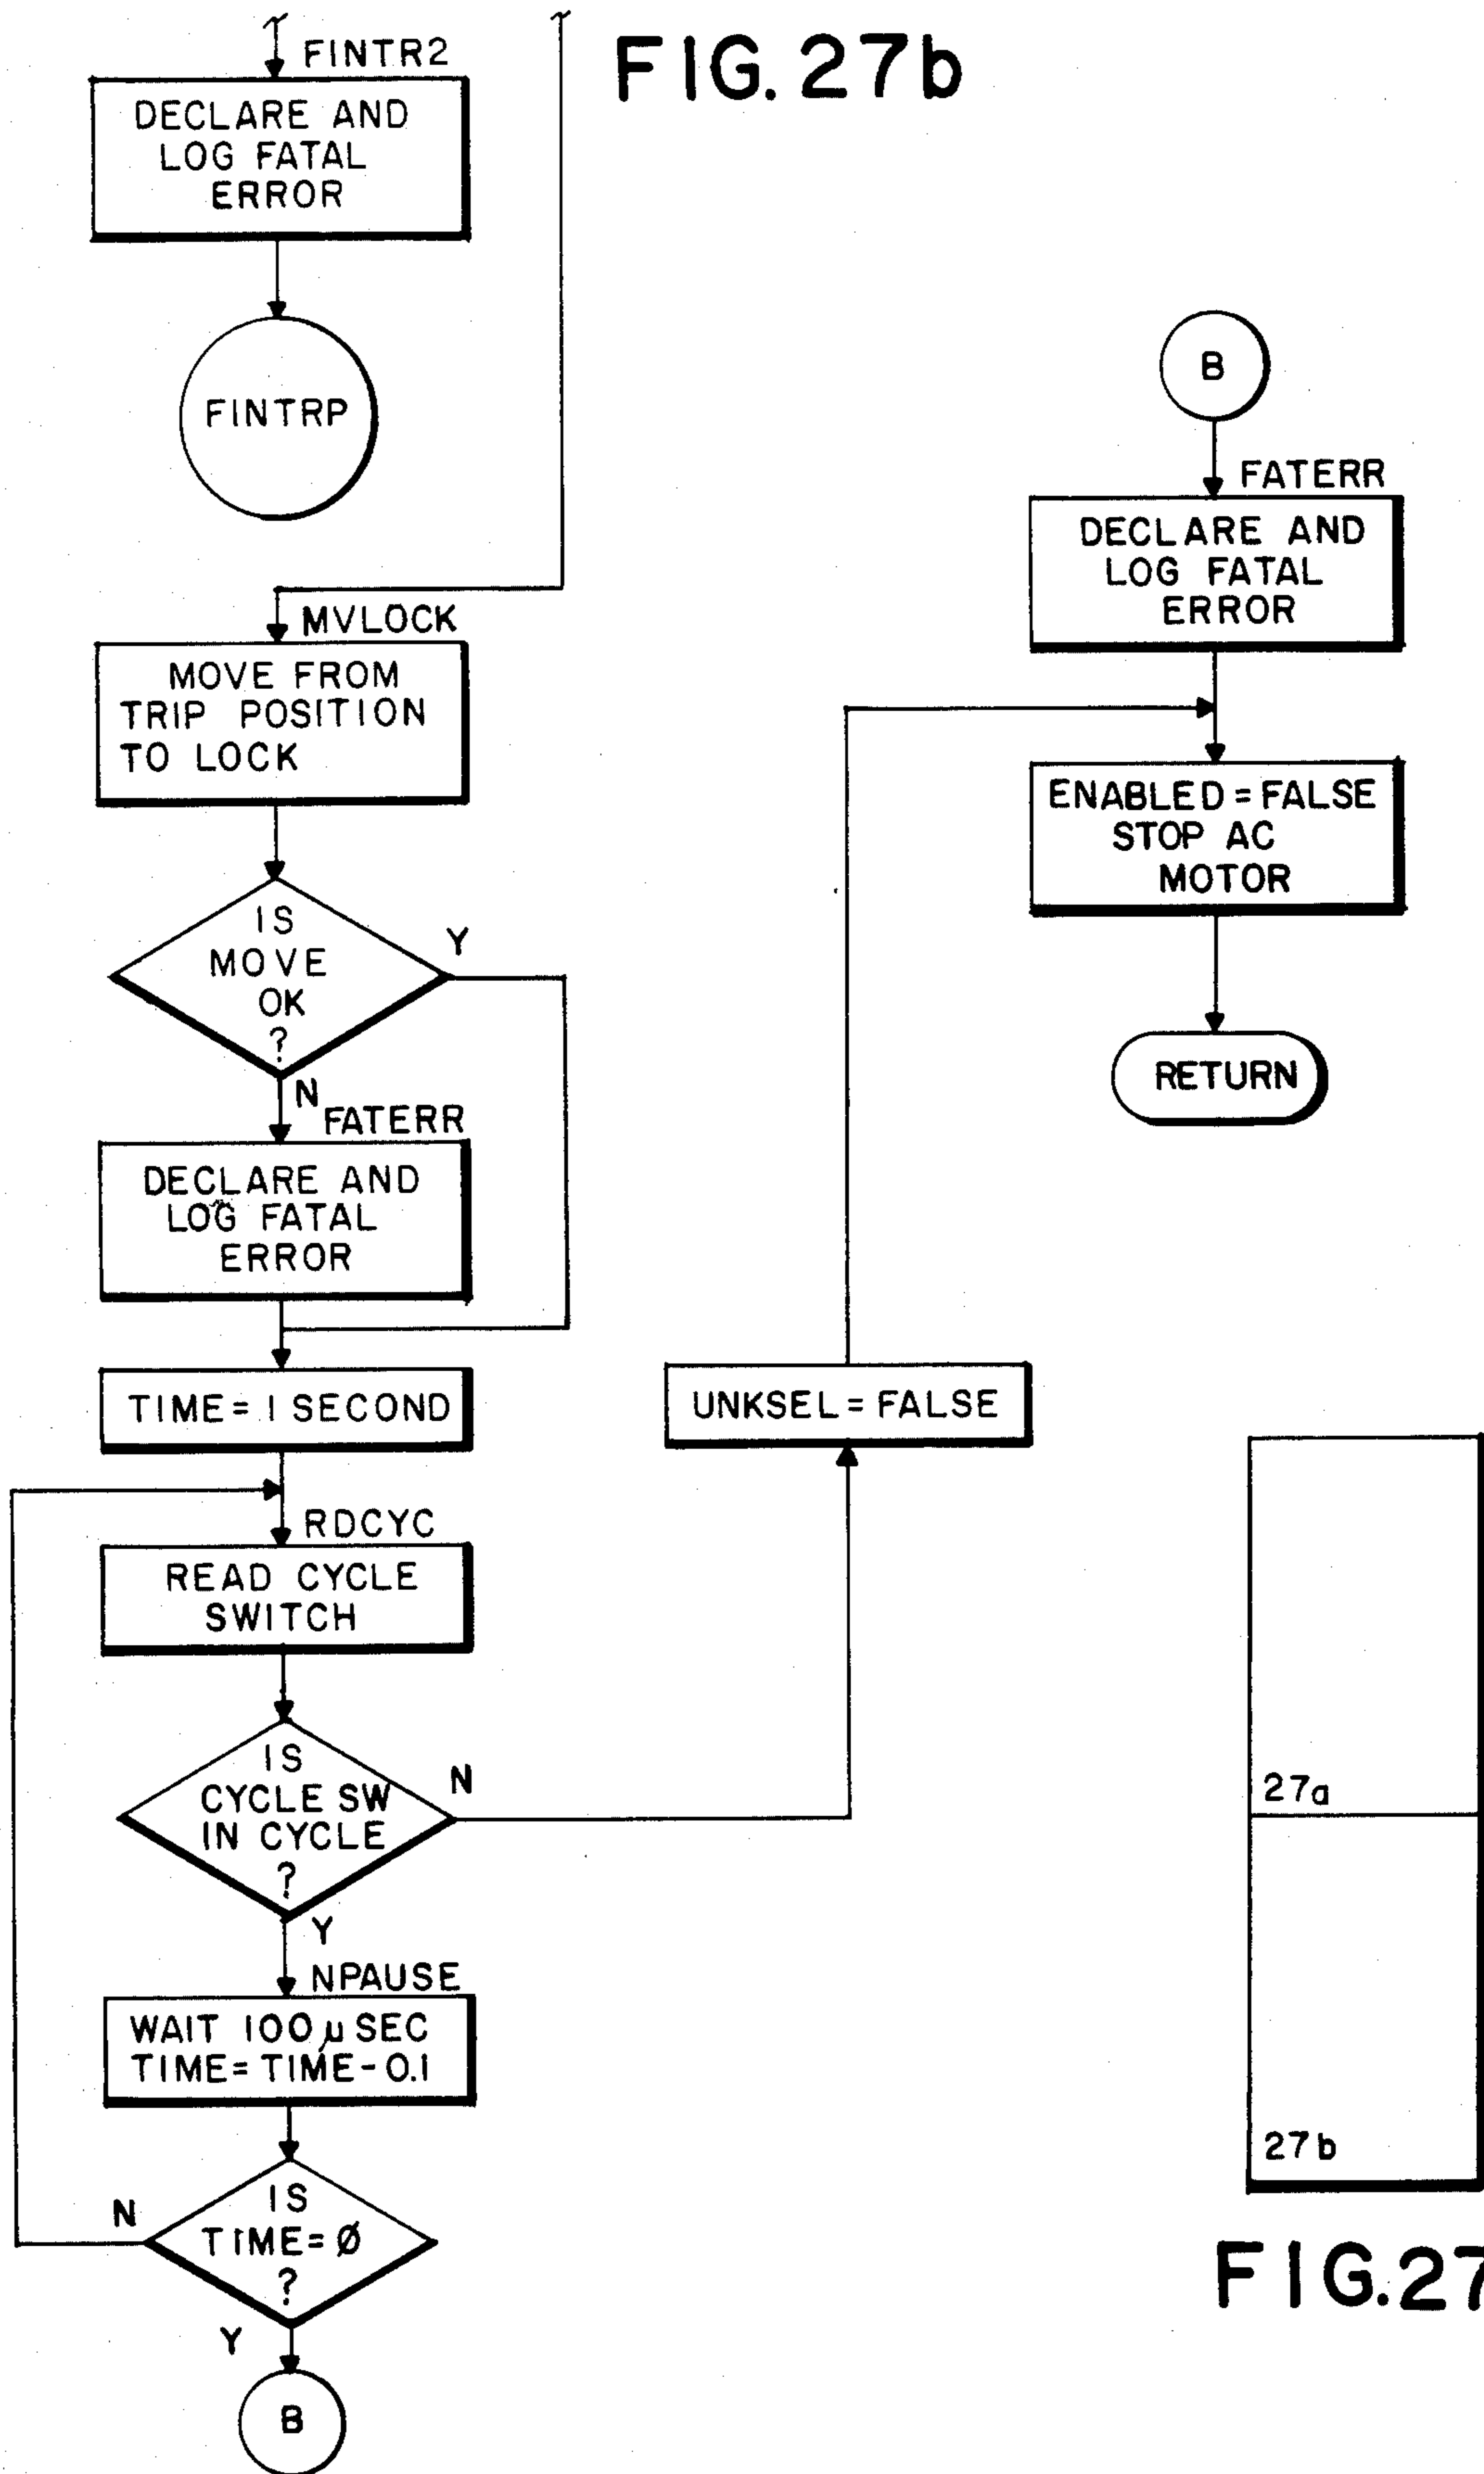 FIG. 27b
FINTR2
DECLARE AND
LOG FATAL
ERROR
FINTRP
MVLOCK
MOVE FROM
TRIP POSITION
TO LOCK
IS
MOVE
OK
?
Y
N
FATERR
DECLARE AND
LOG FATAL
ERROR
TIME = 1 SECOND
RDCYC
READ CYCLE
SWITCH
IS
CYCLE SW
IN CYCLE
?
N
Y
NPAUSE
WAIT 100 µ SEC
TIME = TIME - 0.1
IS
TIME = Ø
?
N
Y
B
UNKSEL = FALSE
B
FATERR
DECLARE AND
LOG FATAL
ERROR
ENABLED = FALSE
STOP AC
MOTOR
RETURN
27a
27b
FIG. 27